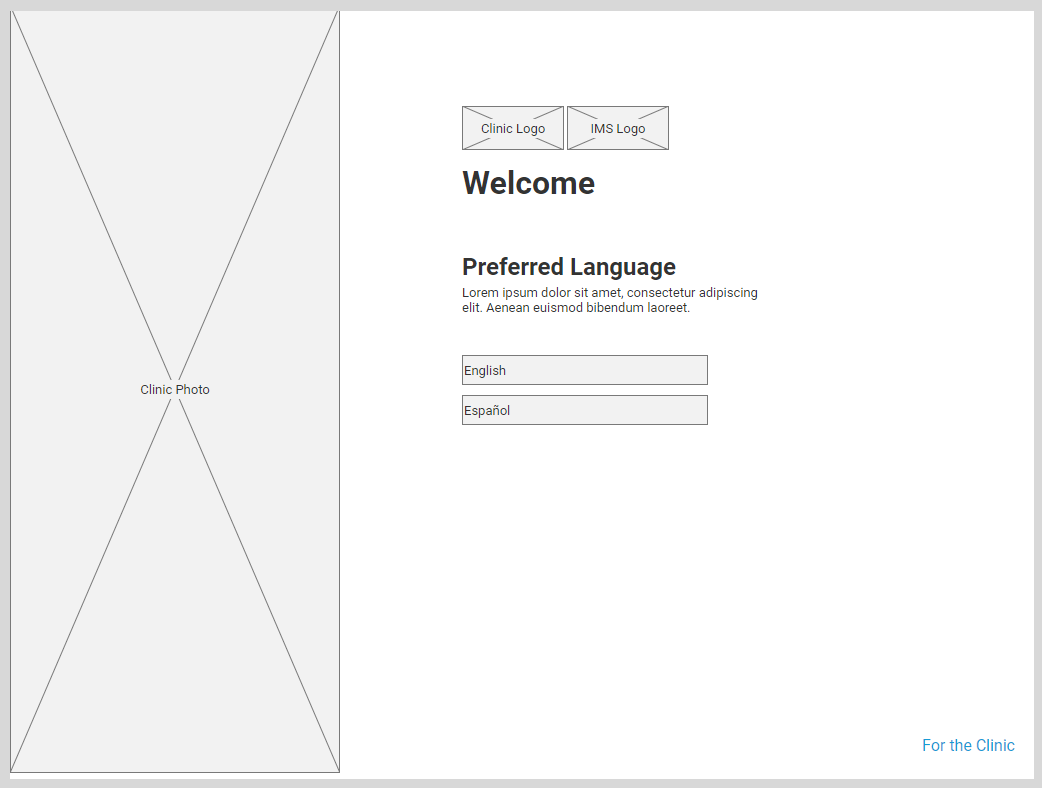 Clinic Photo
Clinic Logo
IMS Logo
Welcome
Preferred Language
Lorem ipsum dolor sit amet, consectetur adipiscing
elit. Aenean euismod bibendum laoreet.
English
Español
For the Clinic